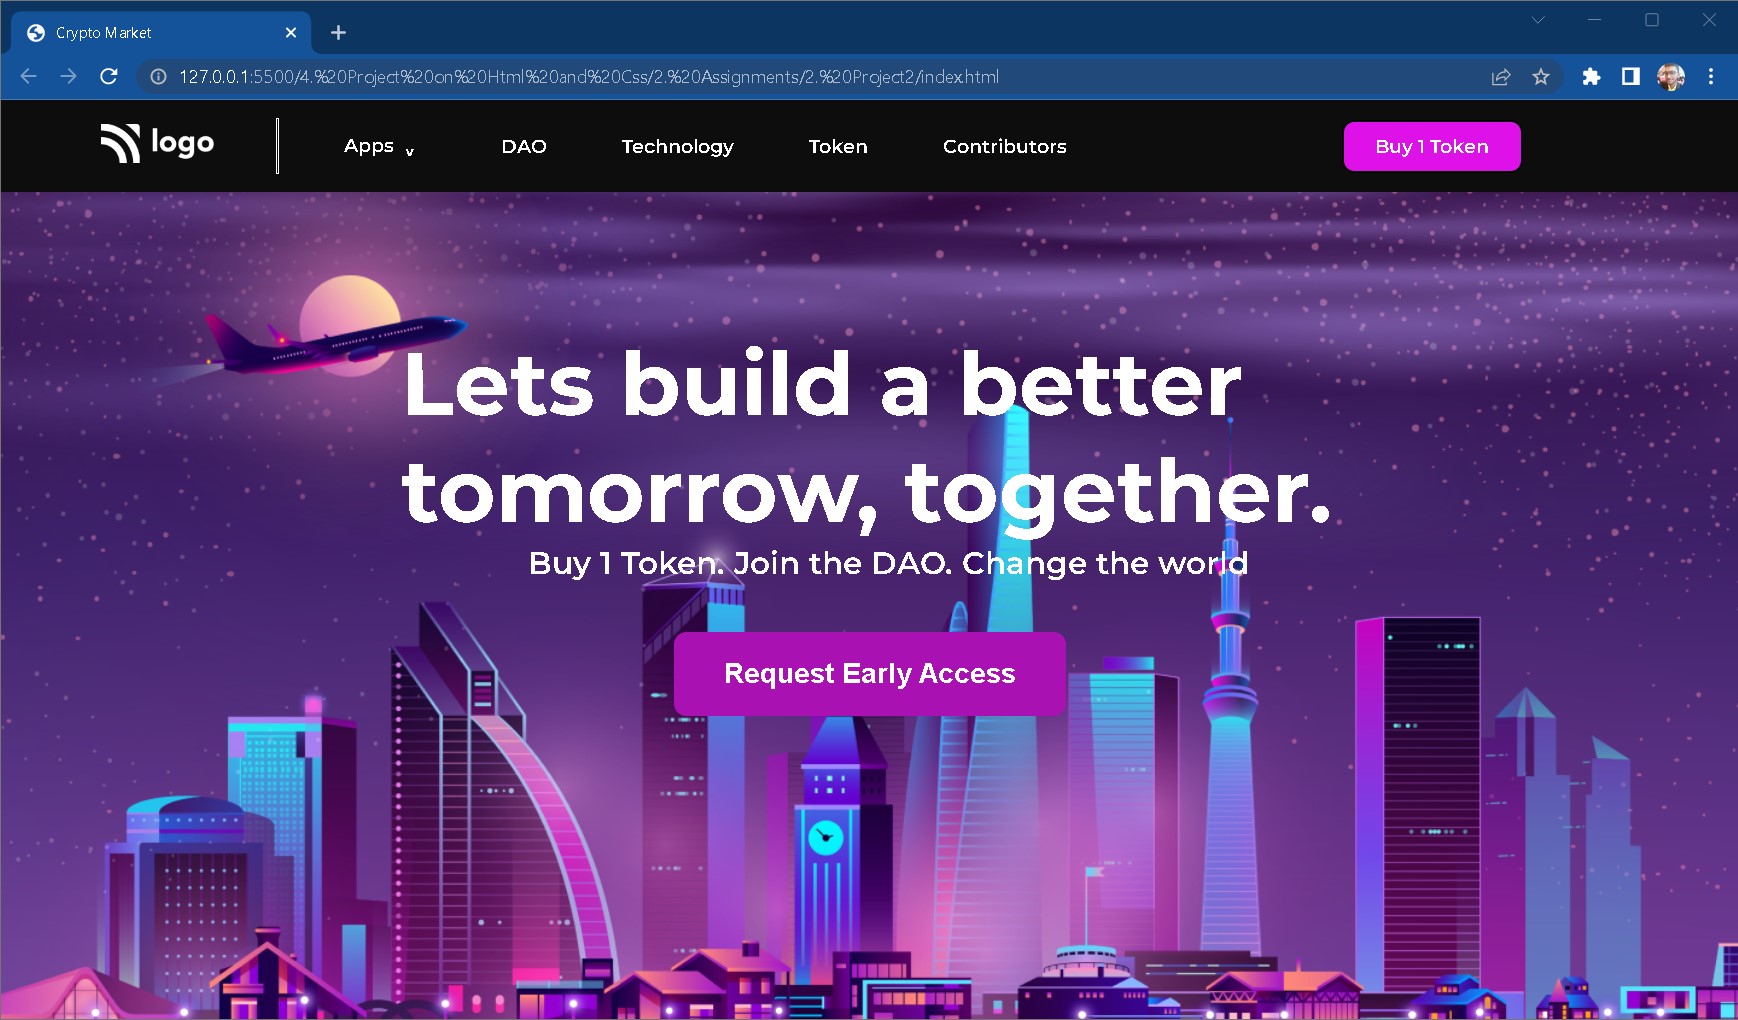 Crypto Market
127.0.0.1:5500/4.%20Project%20on%20Html%20and%20Css/2.%20Assignments/2.%20Project2/index.html
logo
Apps v
DAO
Technology
Token
Contributors
Buy 1 Token
Lets build a better
tomorrow, together.
Buy 1 Token. Join the DAO. Change the world
Request Early Access